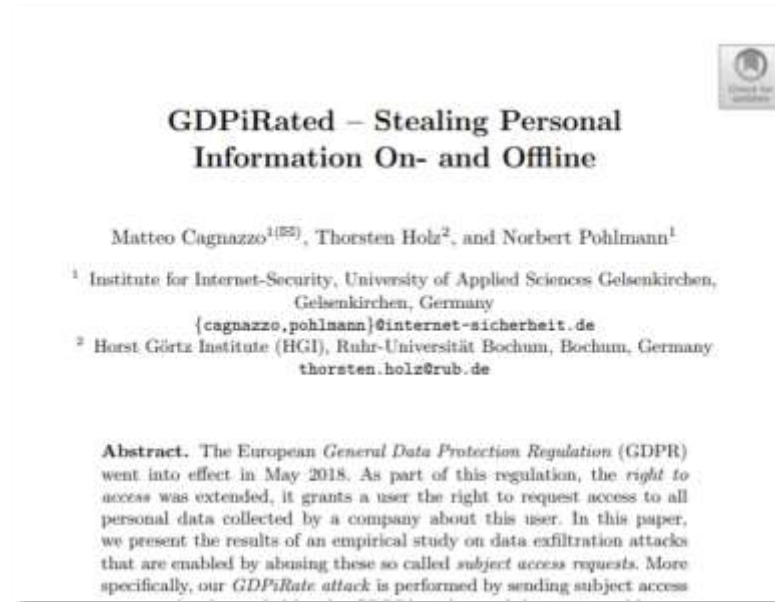 Check for
updates
GDPiRated – Stealing Personal
Information On- and Offline
Matteo Cagnazzo1(✉), Thorsten Holz2, and Norbert Pohlmann1
1 Institute for Internet-Security, University of Applied Sciences Gelsenkirchen,
Gelsenkirchen, Germany
{cagnazzo,pohlmann}@internet-sicherheit.de
2 Horst Görtz Institute (HGI), Ruhr-Universität Bochum, Bochum, Germany
thorsten.holz@rub.de
Abstract. The European General Data Protection Regulation (GDPR)
went into effect in May 2018. As part of this regulation, the right to
access was extended, it grants a user the right to request access to all
personal data collected by a company about this user. In this paper,
we present the results of an empirical study on data exfiltration attacks
that are enabled by abusing these so called subject access requests. More
specifically, our GDPiRate attack is performed by sending subject access